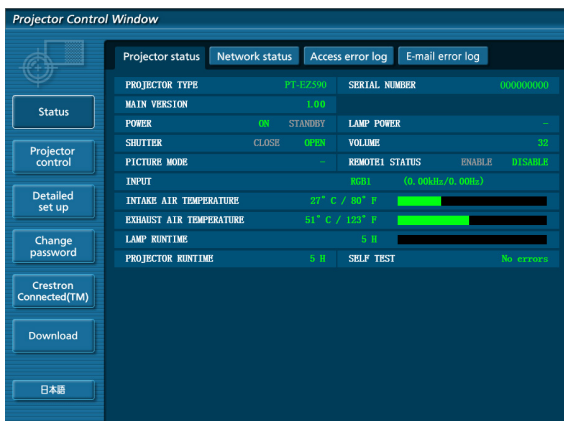 Projector Control Window
Projector status Network status Access error log E-mail error log
PROJECTOR TYPE PT-EZ590 SERIAL NUMBER 000000000
MAIN VERSION 1.00
POWER ON STANDBY LAMP POWER –
SHUTTER CLOSE OPEN VOLUME 32
PICTURE MODE – REMOTE1 STATUS ENABLE DISABLE
INPUT RGB1 (0.00kHz/0.00Hz)
INTAKE AIR TEMPERATURE 27° C / 80° F
EXHAUST AIR TEMPERATURE 51° C / 123° F
LAMP RUNTIME 5 H
PROJECTOR RUNTIME 5 H SELF TEST No errors
Status
Projector
control
Detailed
set up
Change
password
Crestron
Connected(TM)
Download
日本語